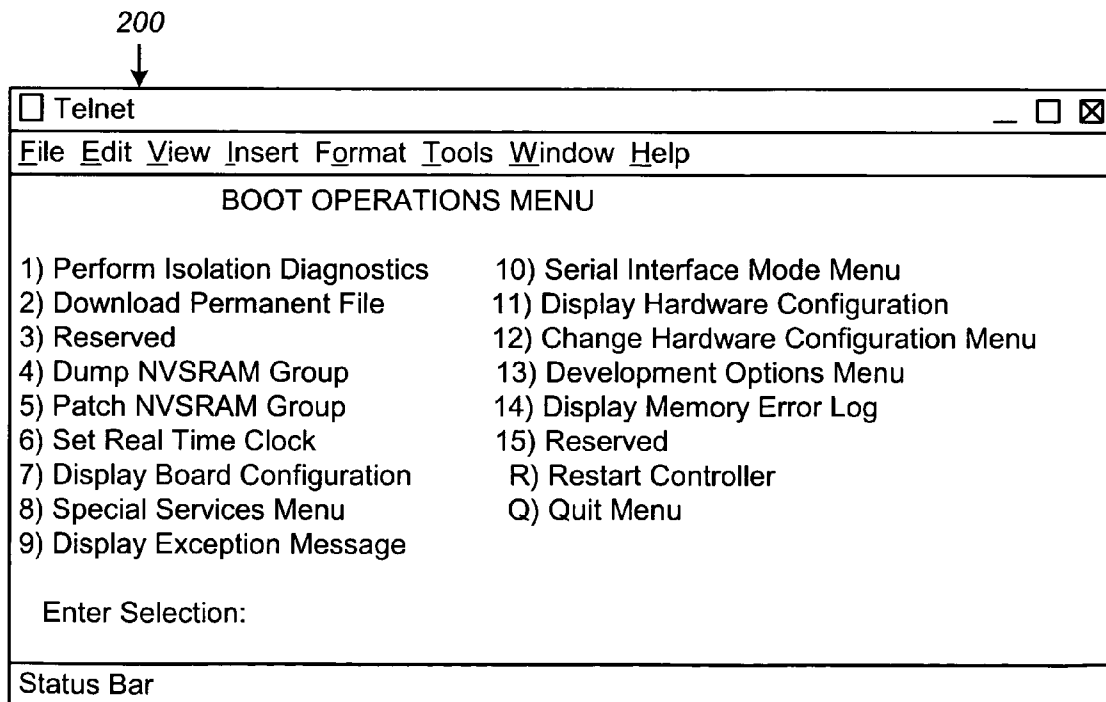 200
Telnet
File Edit View Insert Format Tools Window Help
BOOT OPERATIONS MENU
1) Perform Isolation Diagnostics
2) Download Permanent File
3) Reserved
4) Dump NVSRAM Group
5) Patch NVSRAM Group
6) Set Real Time Clock
7) Display Board Configuration
8) Special Services Menu
9) Display Exception Message
10) Serial Interface Mode Menu
11) Display Hardware Configuration
12) Change Hardware Configuration Menu
13) Development Options Menu
14) Display Memory Error Log
15) Reserved
R) Restart Controller
Q) Quit Menu
Enter Selection:
Status Bar